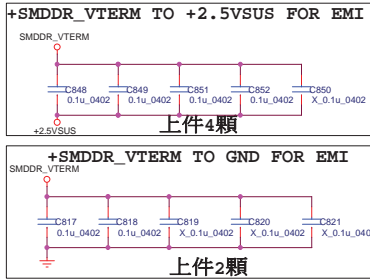 +SMDDR_VTERM TO +2.5VSUS FOR EMI
SMDDR_VTERM
C848 C849 C851 C852 C850
0.1u_0402 0.1u_0402 0.1u_0402 0.1u_0402 X_0.1u_0402
+2.5VSUS
上件4顆
+SMDDR_VTERM TO GND FOR EMI
SMDDR_VTERM
C817 C818 C819 C820 C821
0.1u_0402 0.1u_0402 X_0.1u_0402 X_0.1u_0402 X_0.1u_040
上件2顆